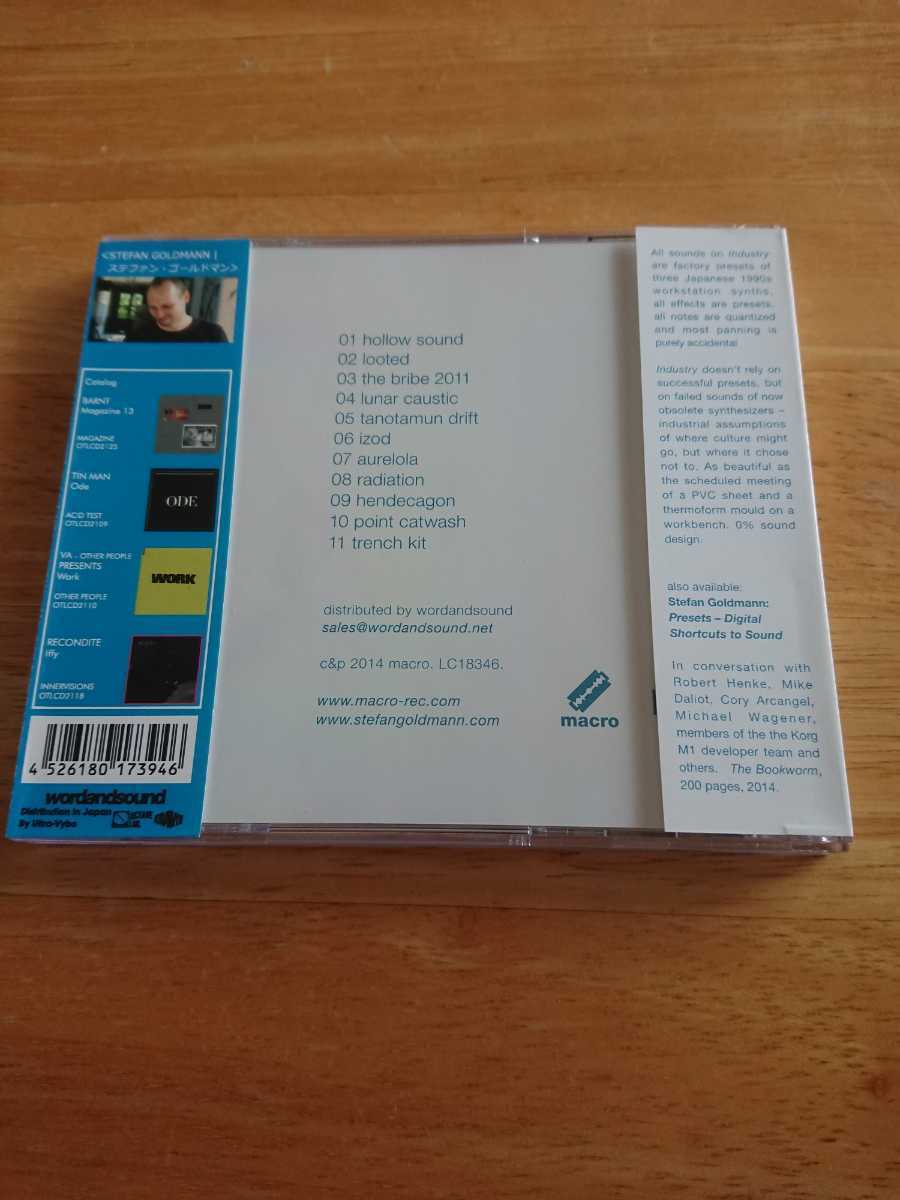 <STEFAN GOLDMANN |
ステファン・ゴールドマン>
Catalog
BARNT
Magazine 13
MAGAZINE
OTLCD2125
TIN MAN
Ode
ACID TEST
OTLCD2109
ODE
VA - OTHER PEOPLE
PRESENTS
Work
OTHER PEOPLE
OTLCD2110
WORK
RECONDITE
Iffy
INNERVISIONS
OTLCD2118
4 526180 173946
wordandsound
Distribution in Japan
By Ultra-Vybe
01 hollow sound
02 looted
03 the bribe 2011
04 lunar caustic
05 tanotamun drift
06 izod
07 aurelola
08 radiation
09 hendecagon
10 point catwash
11 trench kit
distributed by wordandsound
sales@wordandsound.net
c&p 2014 macro. LC18346.
www.macro-rec.com
www.stefangoldmann.com
macro
All sounds on Industry
are factory presets of
three Japanese 1990s
workstation synths,
all effects are presets,
all notes are quantized
and most panning is
purely accidental
Industry doesn't rely on
successful presets, but
on failed sounds of now
obsolete synthesizers –
industrial assumptions
of where culture might
go, but where it chose
not to. As beautiful as
the scheduled meeting
of a PVC sheet and a
thermoform mould on a
workbench. 0% sound
design.
also available:
Stefan Goldmann:
Presets – Digital
Shortcuts to Sound
In conversation with
Robert Henke, Mike
Daliot, Cory Arcangel,
Michael Wagener,
members of the the Korg
M1 developer team and
others. The Bookworm,
200 pages, 2014.